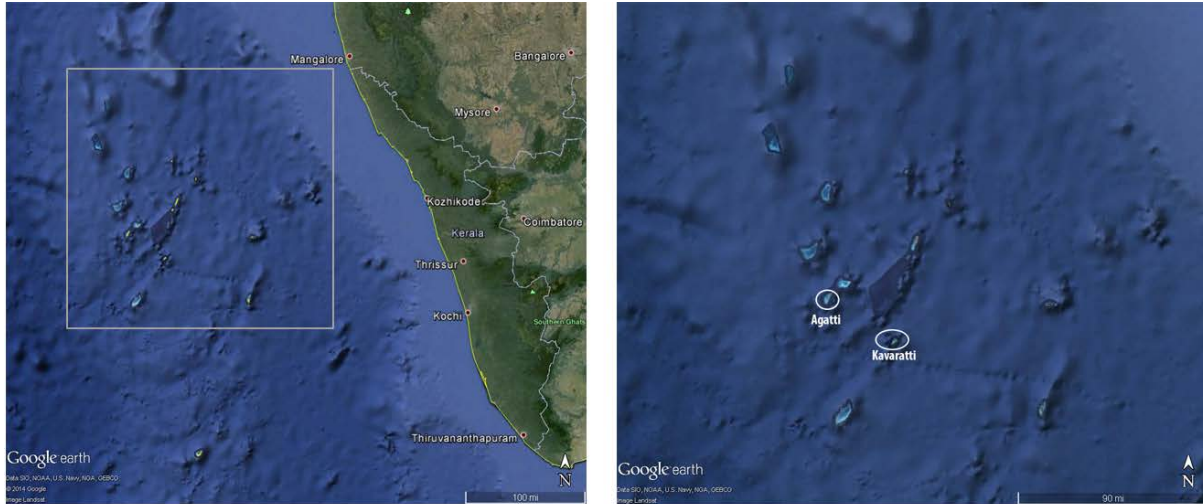 Mangalore
Bangalore
Mysore
Kozhikode
Coimbatore
Kerala
Thrissur
Kochi
Southern Ghats
Thiruvananthapuram
Google earth
Data SIO, NOAA, U.S. Navy, NGA, GEBCO
© 2014 Google
Image Landsat
N
100 mi
Agatti
Kavaratti
Google earth
Data SIO, NOAA, U.S. Navy, NGA, GEBCO
Image Landsat
N
90 mi